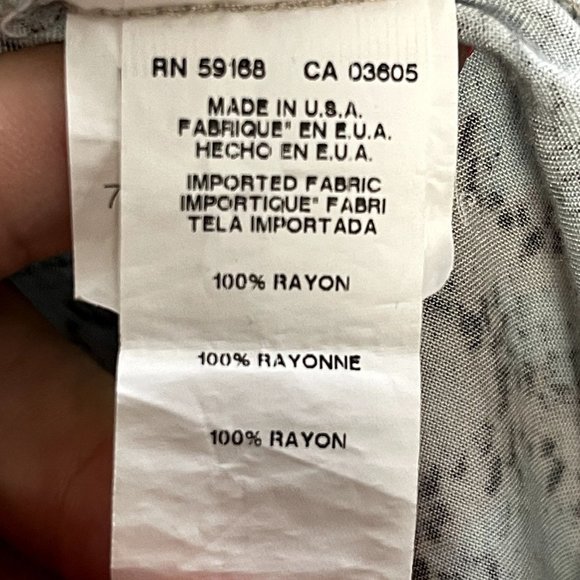 RN 59168 CA 03605
MADE IN U.S.A.
FABRIQUE" EN E.U.A.
HECHO EN E.U.A.
IMPORTED FABRIC
IMPORTIQUE" FABRI
TELA IMPORTADA
7
100% RAYON
100% RAYONNE
100% RAYON